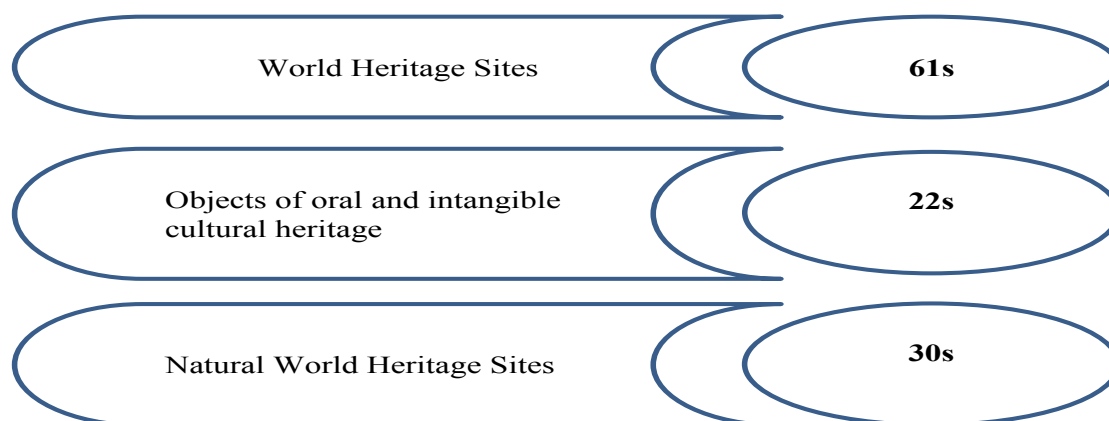 World Heritage Sites
61s
Objects of oral and intangible
cultural heritage
22s
Natural World Heritage Sites
30s